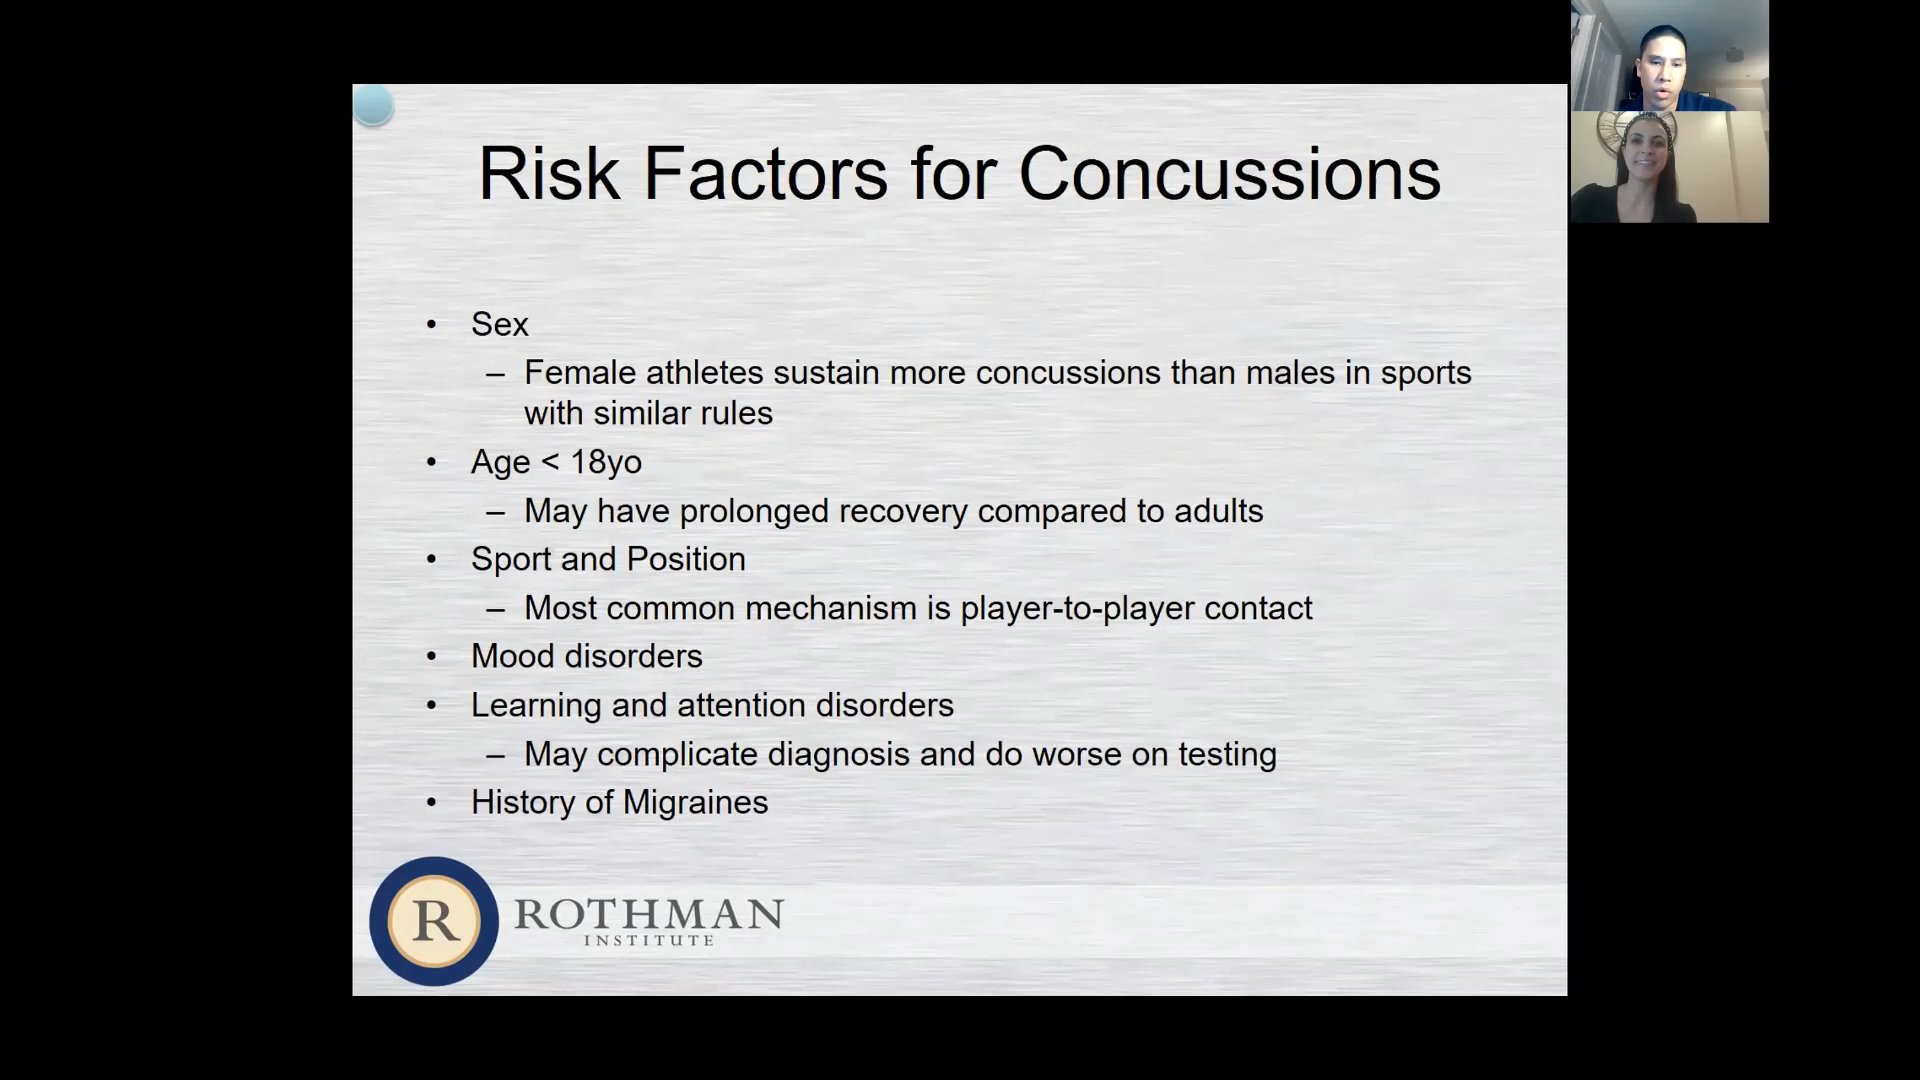 Risk Factors for Concussions
• Sex
– Female athletes sustain more concussions than males in sports
with similar rules
• Age < 18yo
– May have prolonged recovery compared to adults
• Sport and Position
– Most common mechanism is player-to-player contact
• Mood disorders
• Learning and attention disorders
– May complicate diagnosis and do worse on testing
• History of Migraines
R
ROTHMAN
INSTITUTE